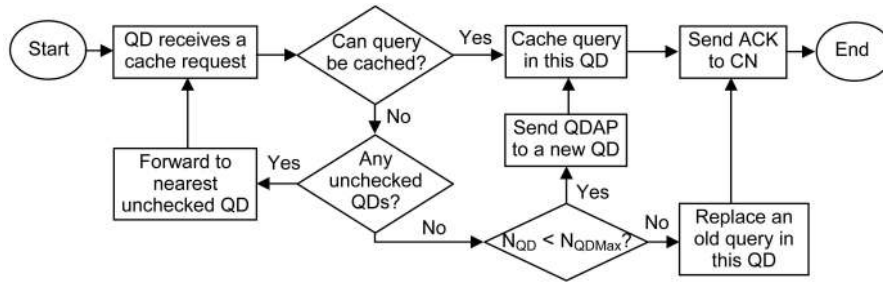 Start
QD receives a
cache request
Can query
be cached?
Yes
Cache query
in this QD
Send ACK
to CN
End
No
Send QDAP
to a new QD
Forward to
nearest
unchecked QD
Yes
Any
unchecked
QDs?
Yes
No
NQD < NQDMax?
No
Replace an
old query in
this QD